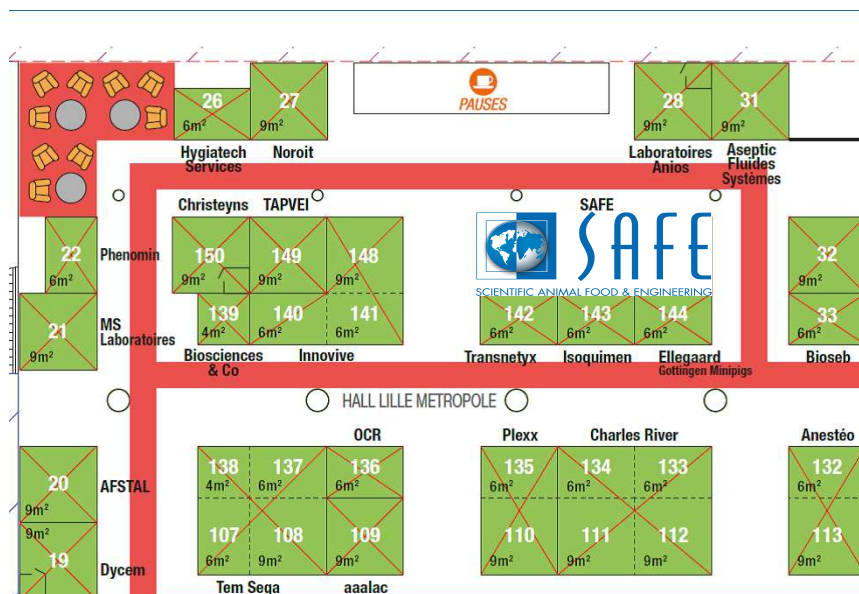 26
6m²
27
9m²
PAUSES
28
9m²
31
9m²
Hygiatech
Services
Noroit
Laboratoires
Anios
Aseptic
Fluides
Systèmes
Christeyns
TAPVEI
SAFE
22
6m²
Phenomin
150
9m²
149
9m²
148
9m²
SAFE
SCIENTIFIC ANIMAL FOOD & ENGINEERING
32
9m²
21
9m²
MS
Laboratoires
139
4m²
140
6m²
141
6m²
142
6m²
143
6m²
144
6m²
33
6m²
Biosciences
& Co
Innovive
Transnetyx
Isoquimen
Ellegaard
Gottingen Minipigs
Bioseb
HALL LILLE METROPOLE
OCR
Plexx
Charles River
Anestéo
20
9m²
AFSTAL
138
4m²
137
6m²
136
6m²
135
6m²
134
6m²
133
6m²
132
6m²
19
9m²
Dycem
107
6m²
108
9m²
109
9m²
110
9m²
111
9m²
112
9m²
113
9m²
Tem Sega
aaalac